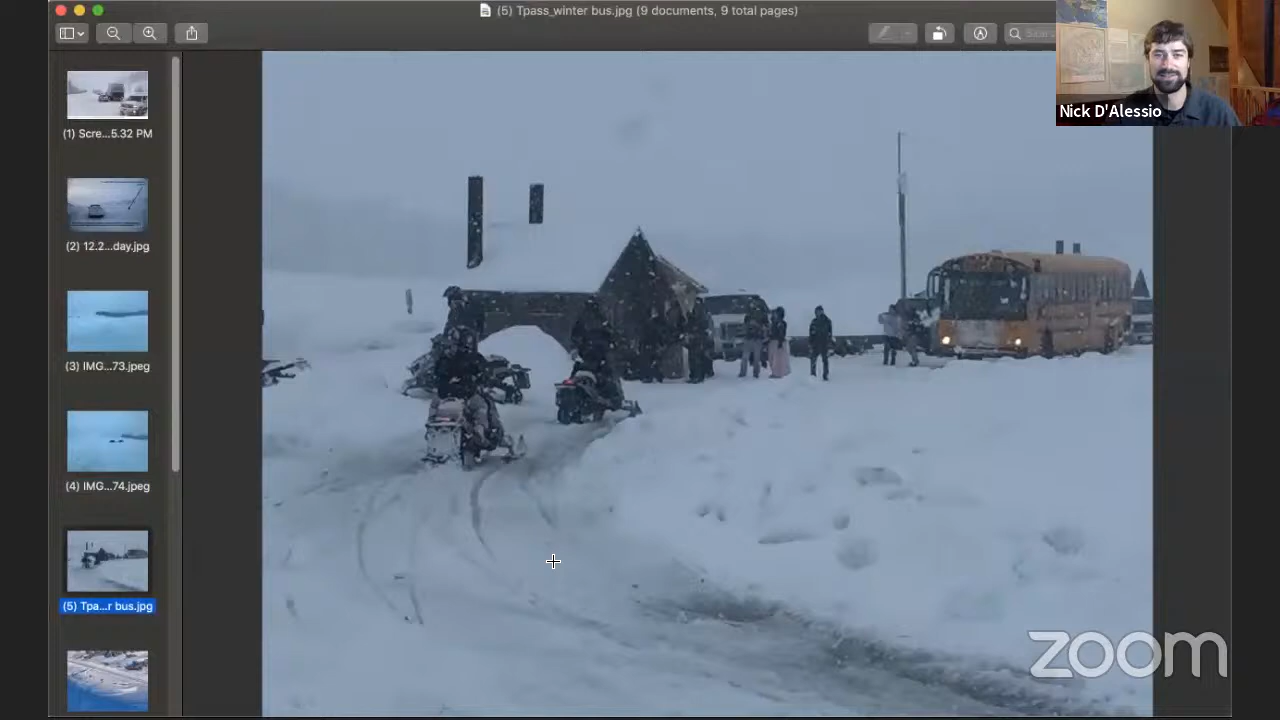 (5) Tpass_winter bus.jpg (9 documents, 9 total pages)
Nick D'Alessio
(1) Scre...5.32 PM
(2) 12.2...day.jpg
(3) IMG...73.jpeg
(4) IMG...74.jpeg
(5) Tpa...r bus.jpg
zoom